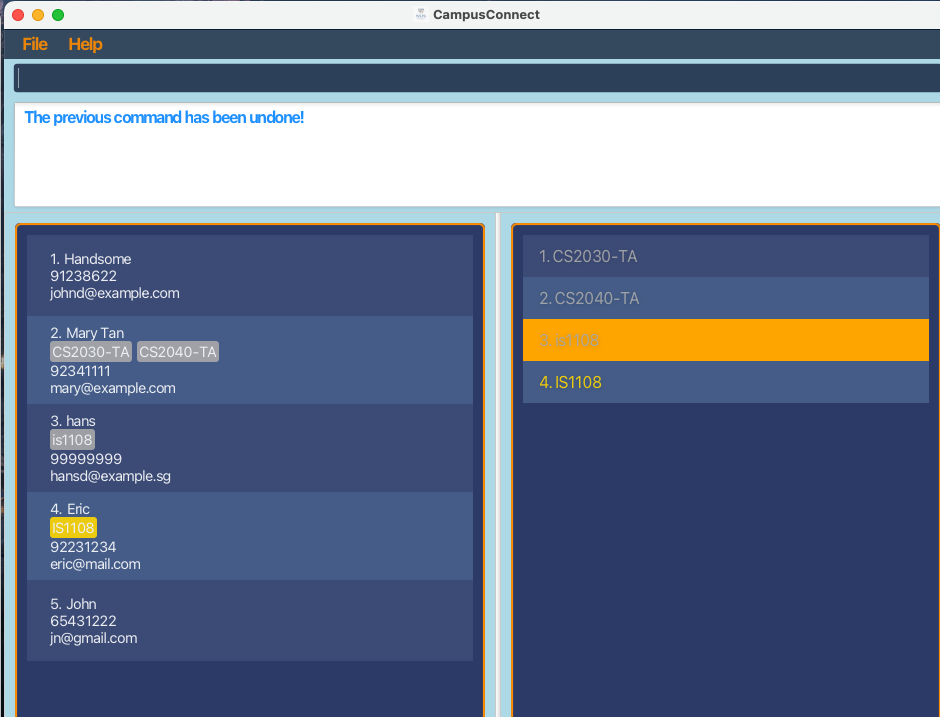 CampusConnect
File Help
The previous command has been undone!
1. Handsome
91238622
johnd@example.com
2. Mary Tan
CS2030-TA CS2040-TA
92341111
mary@example.com
3. hans
is1108
99999999
hansd@example.sg
4. Eric
IS1108
92231234
eric@mail.com
5. John
65431222
jn@gmail.com
1. CS2030-TA
2. CS2040-TA
3. is1108
4. IS1108